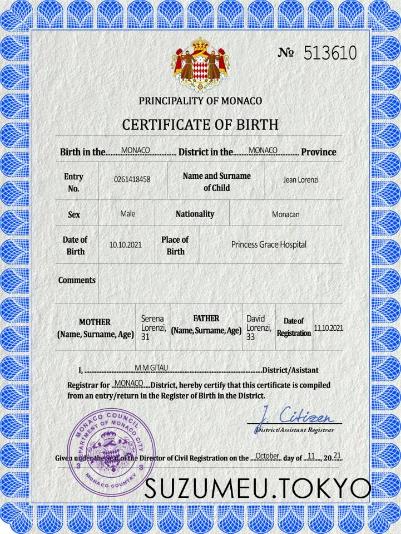 № 513610
PRINCIPALITY OF MONACO
CERTIFICATE OF BIRTH
Birth in the MONACO District in the MONACO Province
Entry No. 0261418458 Name and Surname of Child Jean Lorenzi
Sex Male Nationality Monacan
Date of Birth 10.10.2021 Place of Birth Princess Grace Hospital
Comments
MOTHER (Name, Surname, Age) Serena Lorenzi, 31 FATHER (Name, Surname, Age) David Lorenzi, 33 Date of Registration 11.10.2021
I, M.M.GITAU District/Asistant
Registrar for MONACO District, hereby certify that this certificate is compiled
from an entry/return in the Register of Birth in the District.
J. Citizen
District/Assistant Registrar
MONACO COUNCIL
DEPARTMENT OF MONACO CITY
MONACO COUNTRY
Given under the seal of the Director of Civil Registration on the October day of 11, 20.21
SUZUMEU.TOKYO